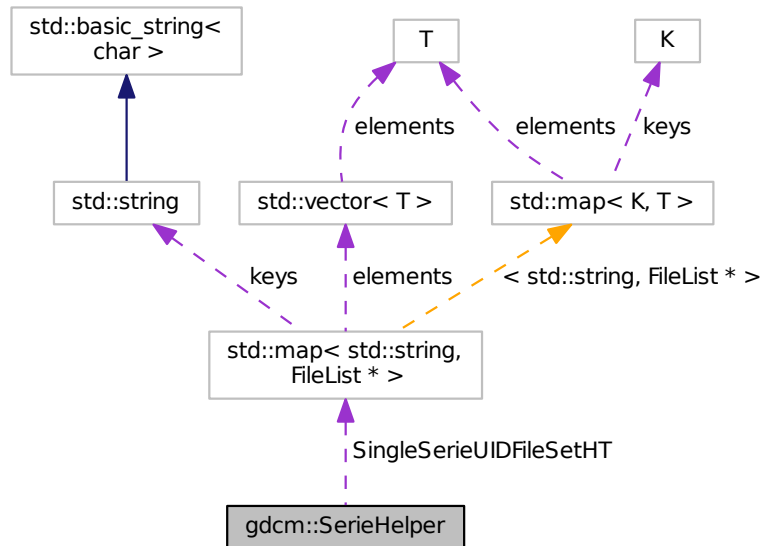 std::basic_string<
char >
T
K
elements
elements
keys
std::string
std::vector< T >
std::map< K, T >
keys
elements
< std::string, FileList * >
std::map< std::string,
FileList * >
SingleSerieUIDFileSetHT
gdcm::SerieHelper